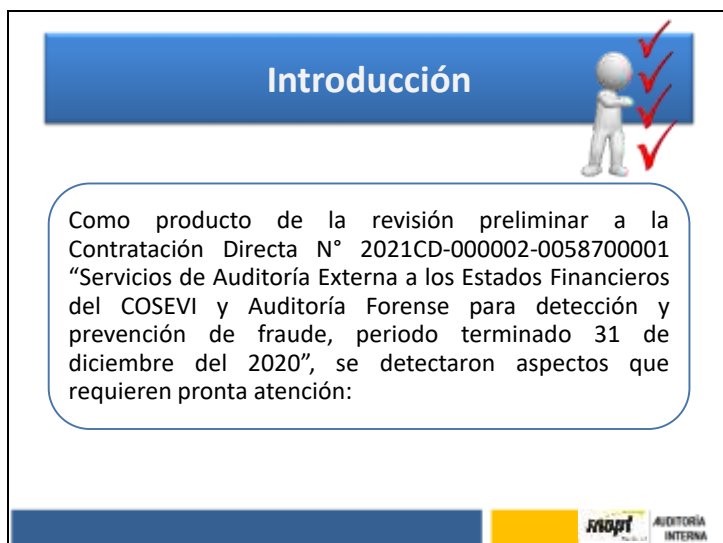 Introducción
Como producto de la revisión preliminar a la
Contratación Directa N° 2021CD-000002-0058700001
“Servicios de Auditoría Externa a los Estados Financieros
del COSEVI y Auditoría Forense para detección y
prevención de fraude, periodo terminado 31 de
diciembre del 2020”, se detectaron aspectos que
requieren pronta atención:
mopt
AUDITORÍA
INTERNA